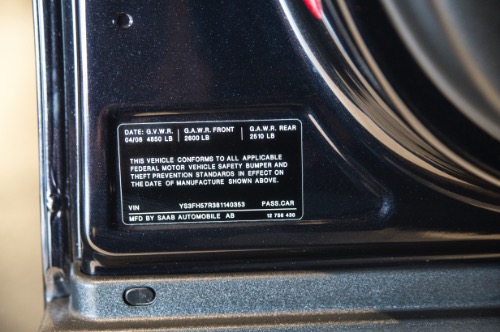 DATE: G.V.W.R. G.A.W.R. FRONT G.A.W.R. REAR
04/08 4850 LB 2600 LB 2510 LB
THIS VEHICLE CONFORMS TO ALL APPLICABLE
FEDERAL MOTOR VEHICLE SAFETY BUMPER AND
THEFT PREVENTION STANDARDS IN EFFECT ON
THE DATE OF MANUFACTURE SHOWN ABOVE.
VIN YS3FH57R381140353 PASS.CAR
MFD BY SAAB AUTOMOBILE AB 12 756 430